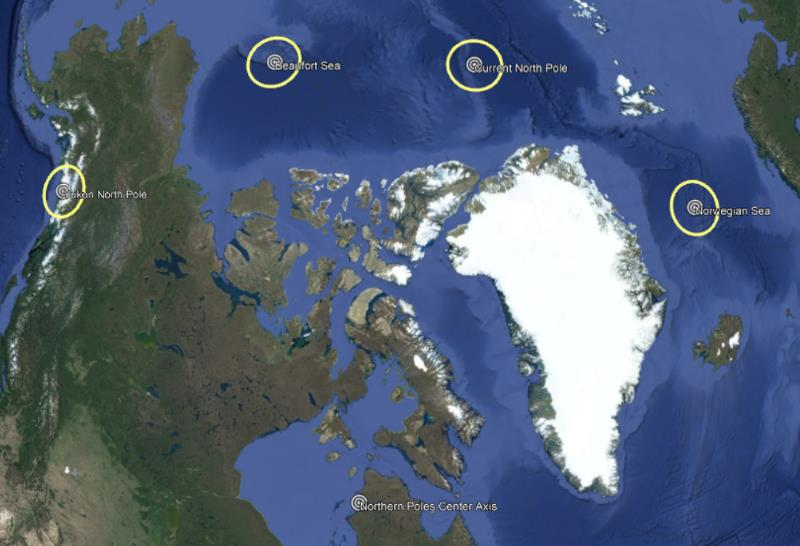 Beaufort Sea
Current North Pole
Yukon North Pole
Norwegian Sea
Northern Poles Center Axis